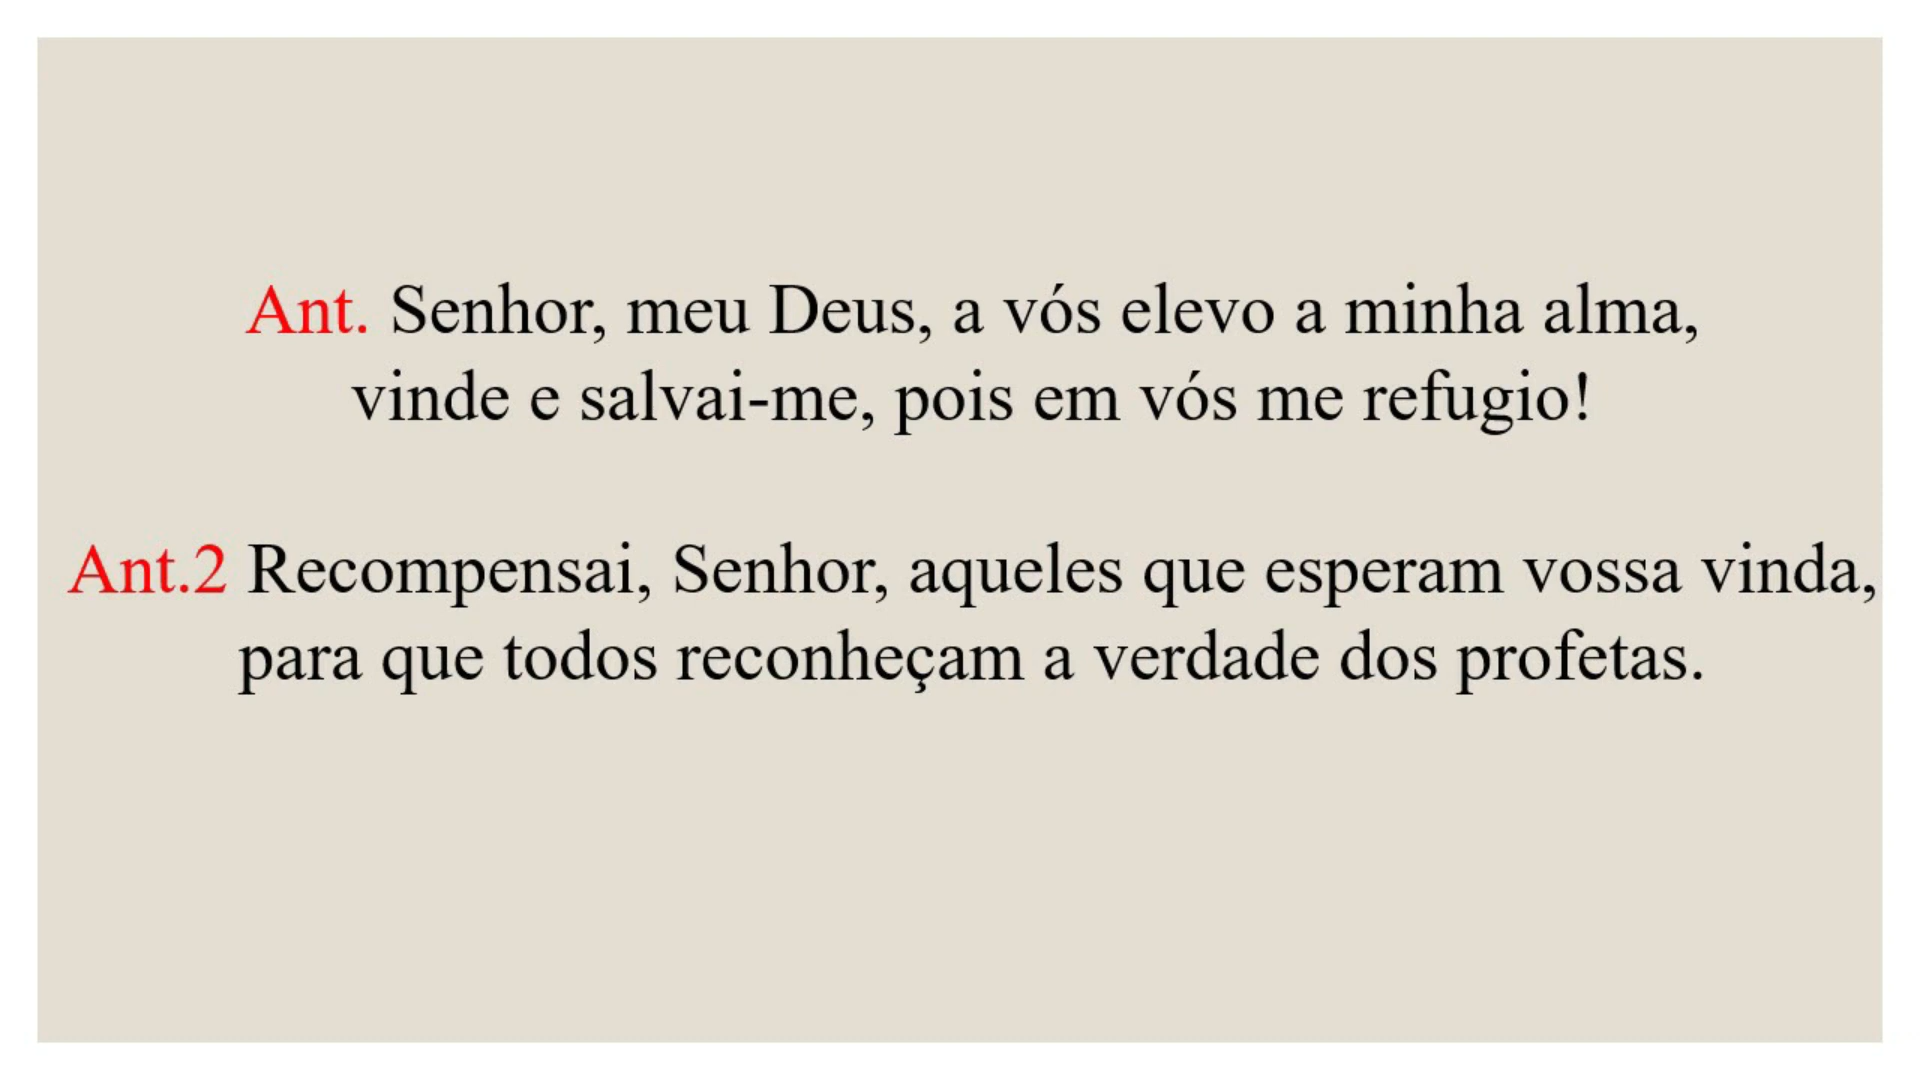 Ant. Senhor, meu Deus, a vós elevo a minha alma,
vinde e salvai-me, pois em vós me refugio!
Ant.2 Recompensai, Senhor, aqueles que esperam vossa vinda,
para que todos reconheçam a verdade dos profetas.